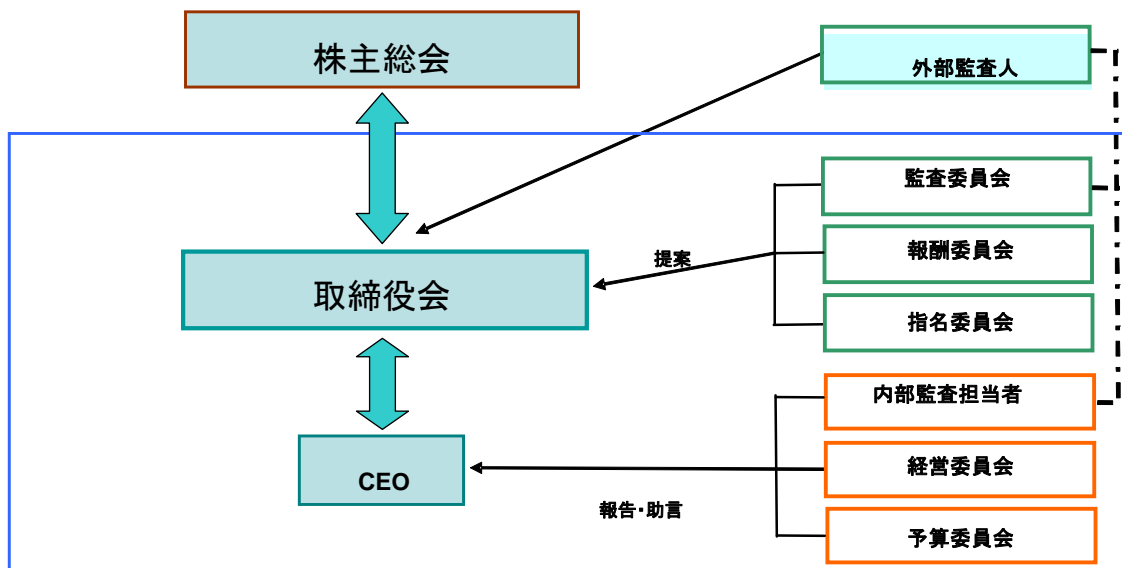 株主総会
外部監査人
監査委員会
報酬委員会
提案
取締役会
指名委員会
内部監査担当者
経営委員会
CEO
報告・助言
予算委員会